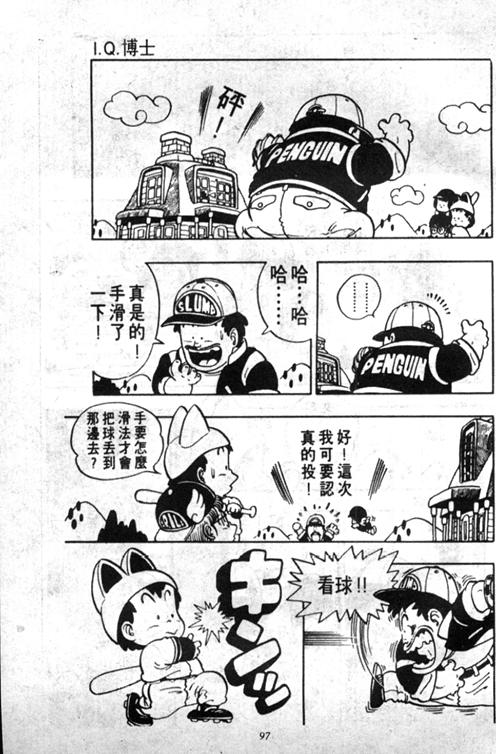 I.Q.博士
砰!
PENGUIN
……
PENGUIN
哈……哈
哈……
SLUMP
真是的!
手滑了
一下!
好!這次
我可要認
真的投!
手要怎麼
滑法才會
把球丟到
那邊去?
看球!!
キンッ
97